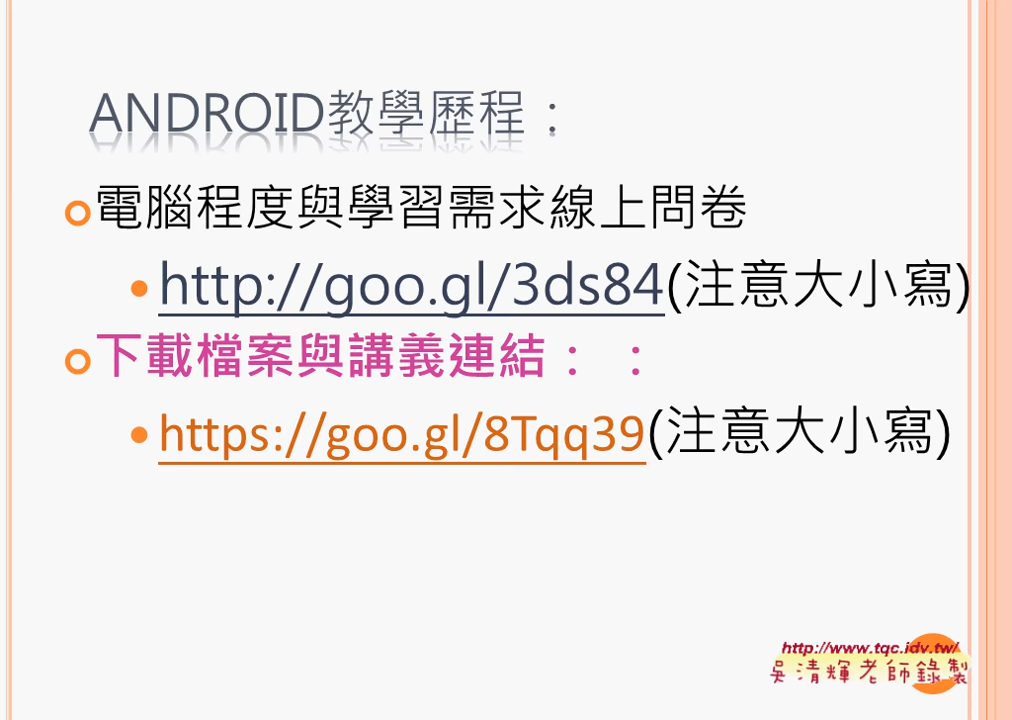 ANDROID教學歷程：
電腦程度與學習需求線上問卷
http://goo.gl/3ds84(注意大小寫)
下載檔案與講義連結： ：
https://goo.gl/8Tqq39(注意大小寫)
http://www.tqc.idv.tw/
吳清輝老師錄製